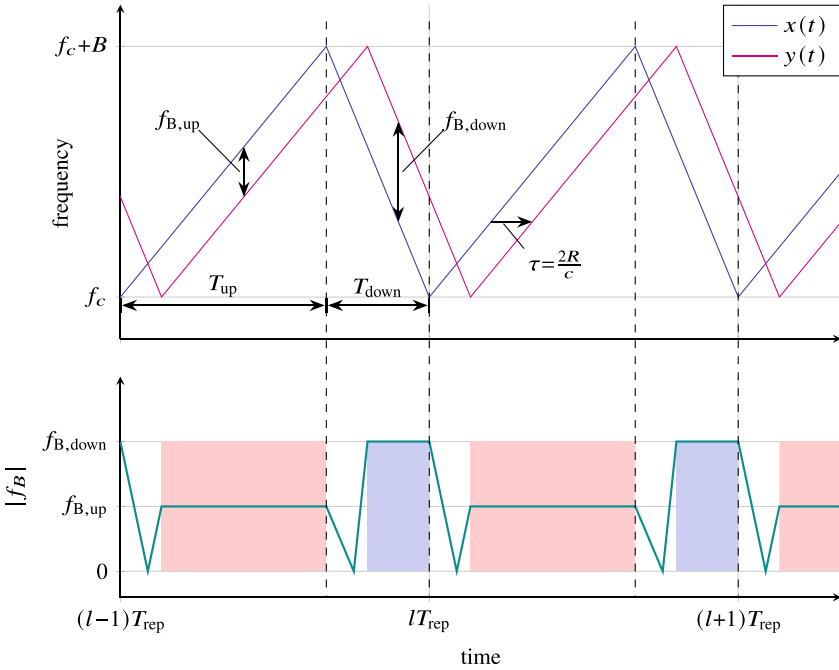 f_c+B
x(t)
y(t)
f_B,up
f_B,down
frequency
τ=2R/c
T_up
T_down
f_c
f_B,down
|f_B|
f_B,up
0
(l−1)T_rep
lT_rep
(l+1)T_rep
time